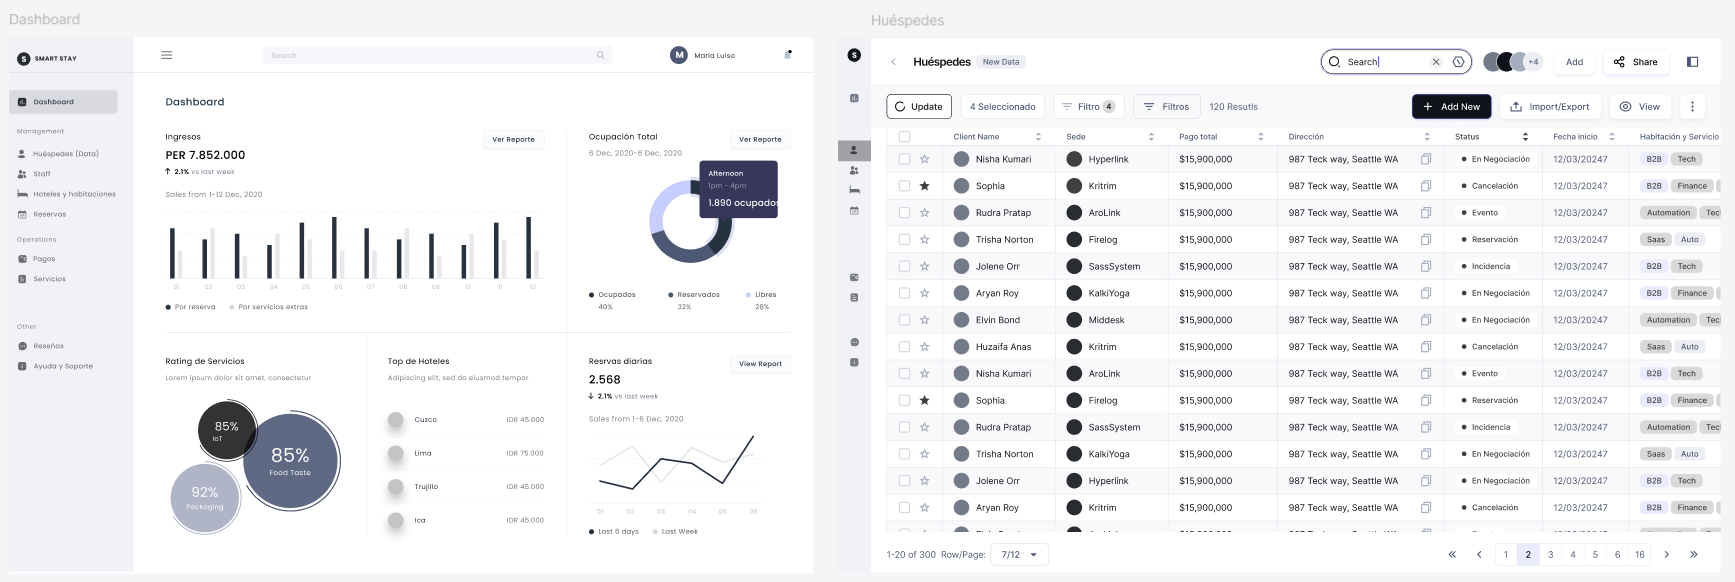 Dashboard
S SMART STAY
Search
M Maria Luisa
Dashboard
Management
Huéspedes (Data)
Staff
Hoteles y habitaciones
Reservas
Operations
Pagos
Servicios
Other
Reseñas
Ayuda y Soporte
Dashboard
Ingresos
Ver Reporte
PER 7.852.000
2.1% vs last week
Sales from 1-12 Dec, 2020
01 02 03 04 05 06 07 08 09 10 11 12
Por reserva Por servicios extras
Ocupación Total
Ver Reporte
6 Dec, 2020-6 Dec, 2020
Afternoon
1pm - 4pm
1.890 ocupados
Ocupados Reservados Libres
40% 32% 28%
Rating de Servicios
Lorem ipsum dolor sit amet, consectetur
85%
IoT
85%
Food Taste
92%
Packaging
Top de Hoteles
Adipiscing elit, sed do eiusmod tempor
Cuzco IDR 45.000
Lima IDR 75.000
Trujillo IDR 45.000
Ica IDR 45.000
Resrvas diarias
View Report
2.568
2.1% vs last week
Sales from 1-6 Dec, 2020
01 02 03 04 05 06
Last 6 days Last Week
Huéspedes
S
Huéspedes New Data
Search
+4
Add
Share
Update 4 Seleccionado Filtro 4 Filtros 120 Resutls
+ Add New Import/Export View
Client Name Sede Pago total Dirección Status Fecha inicio Habitación y Servicio
Nisha Kumari Hyperlink $15,900,000 987 Teck way, Seattle WA En Negociación 12/03/20247 B2B Tech
Sophia Kritrim $15,900,000 987 Teck way, Seattle WA Cancelación 12/03/20247 B2B Finance
Rudra Pratap AroLink $15,900,000 987 Teck way, Seattle WA Evento 12/03/20247 Automation Tec
Trisha Norton Firelog $15,900,000 987 Teck way, Seattle WA Reservación 12/03/20247 Saas Auto
Jolene Orr SassSystem $15,900,000 987 Teck way, Seattle WA Incidencia 12/03/20247 B2B Tech
Aryan Roy KalkiYoga $15,900,000 987 Teck way, Seattle WA En Negociación 12/03/20247 B2B Finance
Elvin Bond Middesk $15,900,000 987 Teck way, Seattle WA En Negociación 12/03/20247 Automation Tec
Huzaifa Anas Kritrim $15,900,000 987 Teck way, Seattle WA Cancelación 12/03/20247 Saas Auto
Nisha Kumari AroLink $15,900,000 987 Teck way, Seattle WA Evento 12/03/20247 B2B Tech
Sophia Firelog $15,900,000 987 Teck way, Seattle WA Reservación 12/03/20247 B2B Finance
Rudra Pratap SassSystem $15,900,000 987 Teck way, Seattle WA Incidencia 12/03/20247 Automation Tec
Trisha Norton KalkiYoga $15,900,000 987 Teck way, Seattle WA En Negociación 12/03/20247 Saas Auto
Jolene Orr Hyperlink $15,900,000 987 Teck way, Seattle WA En Negociación 12/03/20247 B2B Tech
Aryan Roy Kritrim $15,900,000 987 Teck way, Seattle WA Cancelación 12/03/20247 B2B Finance
1-20 of 300 Row/Page: 7/12
1 2 3 4 5 6 16